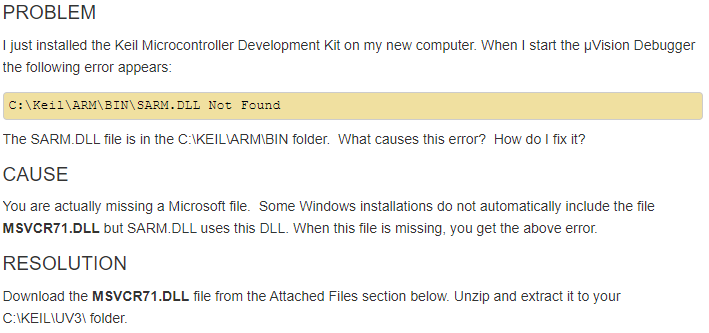 PROBLEM
I just installed the Keil Microcontroller Development Kit on my new computer. When I start the µVision Debugger
the following error appears:
C:\Keil\ARM\BIN\SARM.DLL Not Found
The SARM.DLL file is in the C:\KEIL\ARM\BIN folder.  What causes this error?  How do I fix it?
CAUSE
You are actually missing a Microsoft file.  Some Windows installations do not automatically include the file
MSVCR71.DLL but SARM.DLL uses this DLL. When this file is missing, you get the above error.
RESOLUTION
Download the MSVCR71.DLL file from the Attached Files section below. Unzip and extract it to your
C:\KEIL\UV3\ folder.